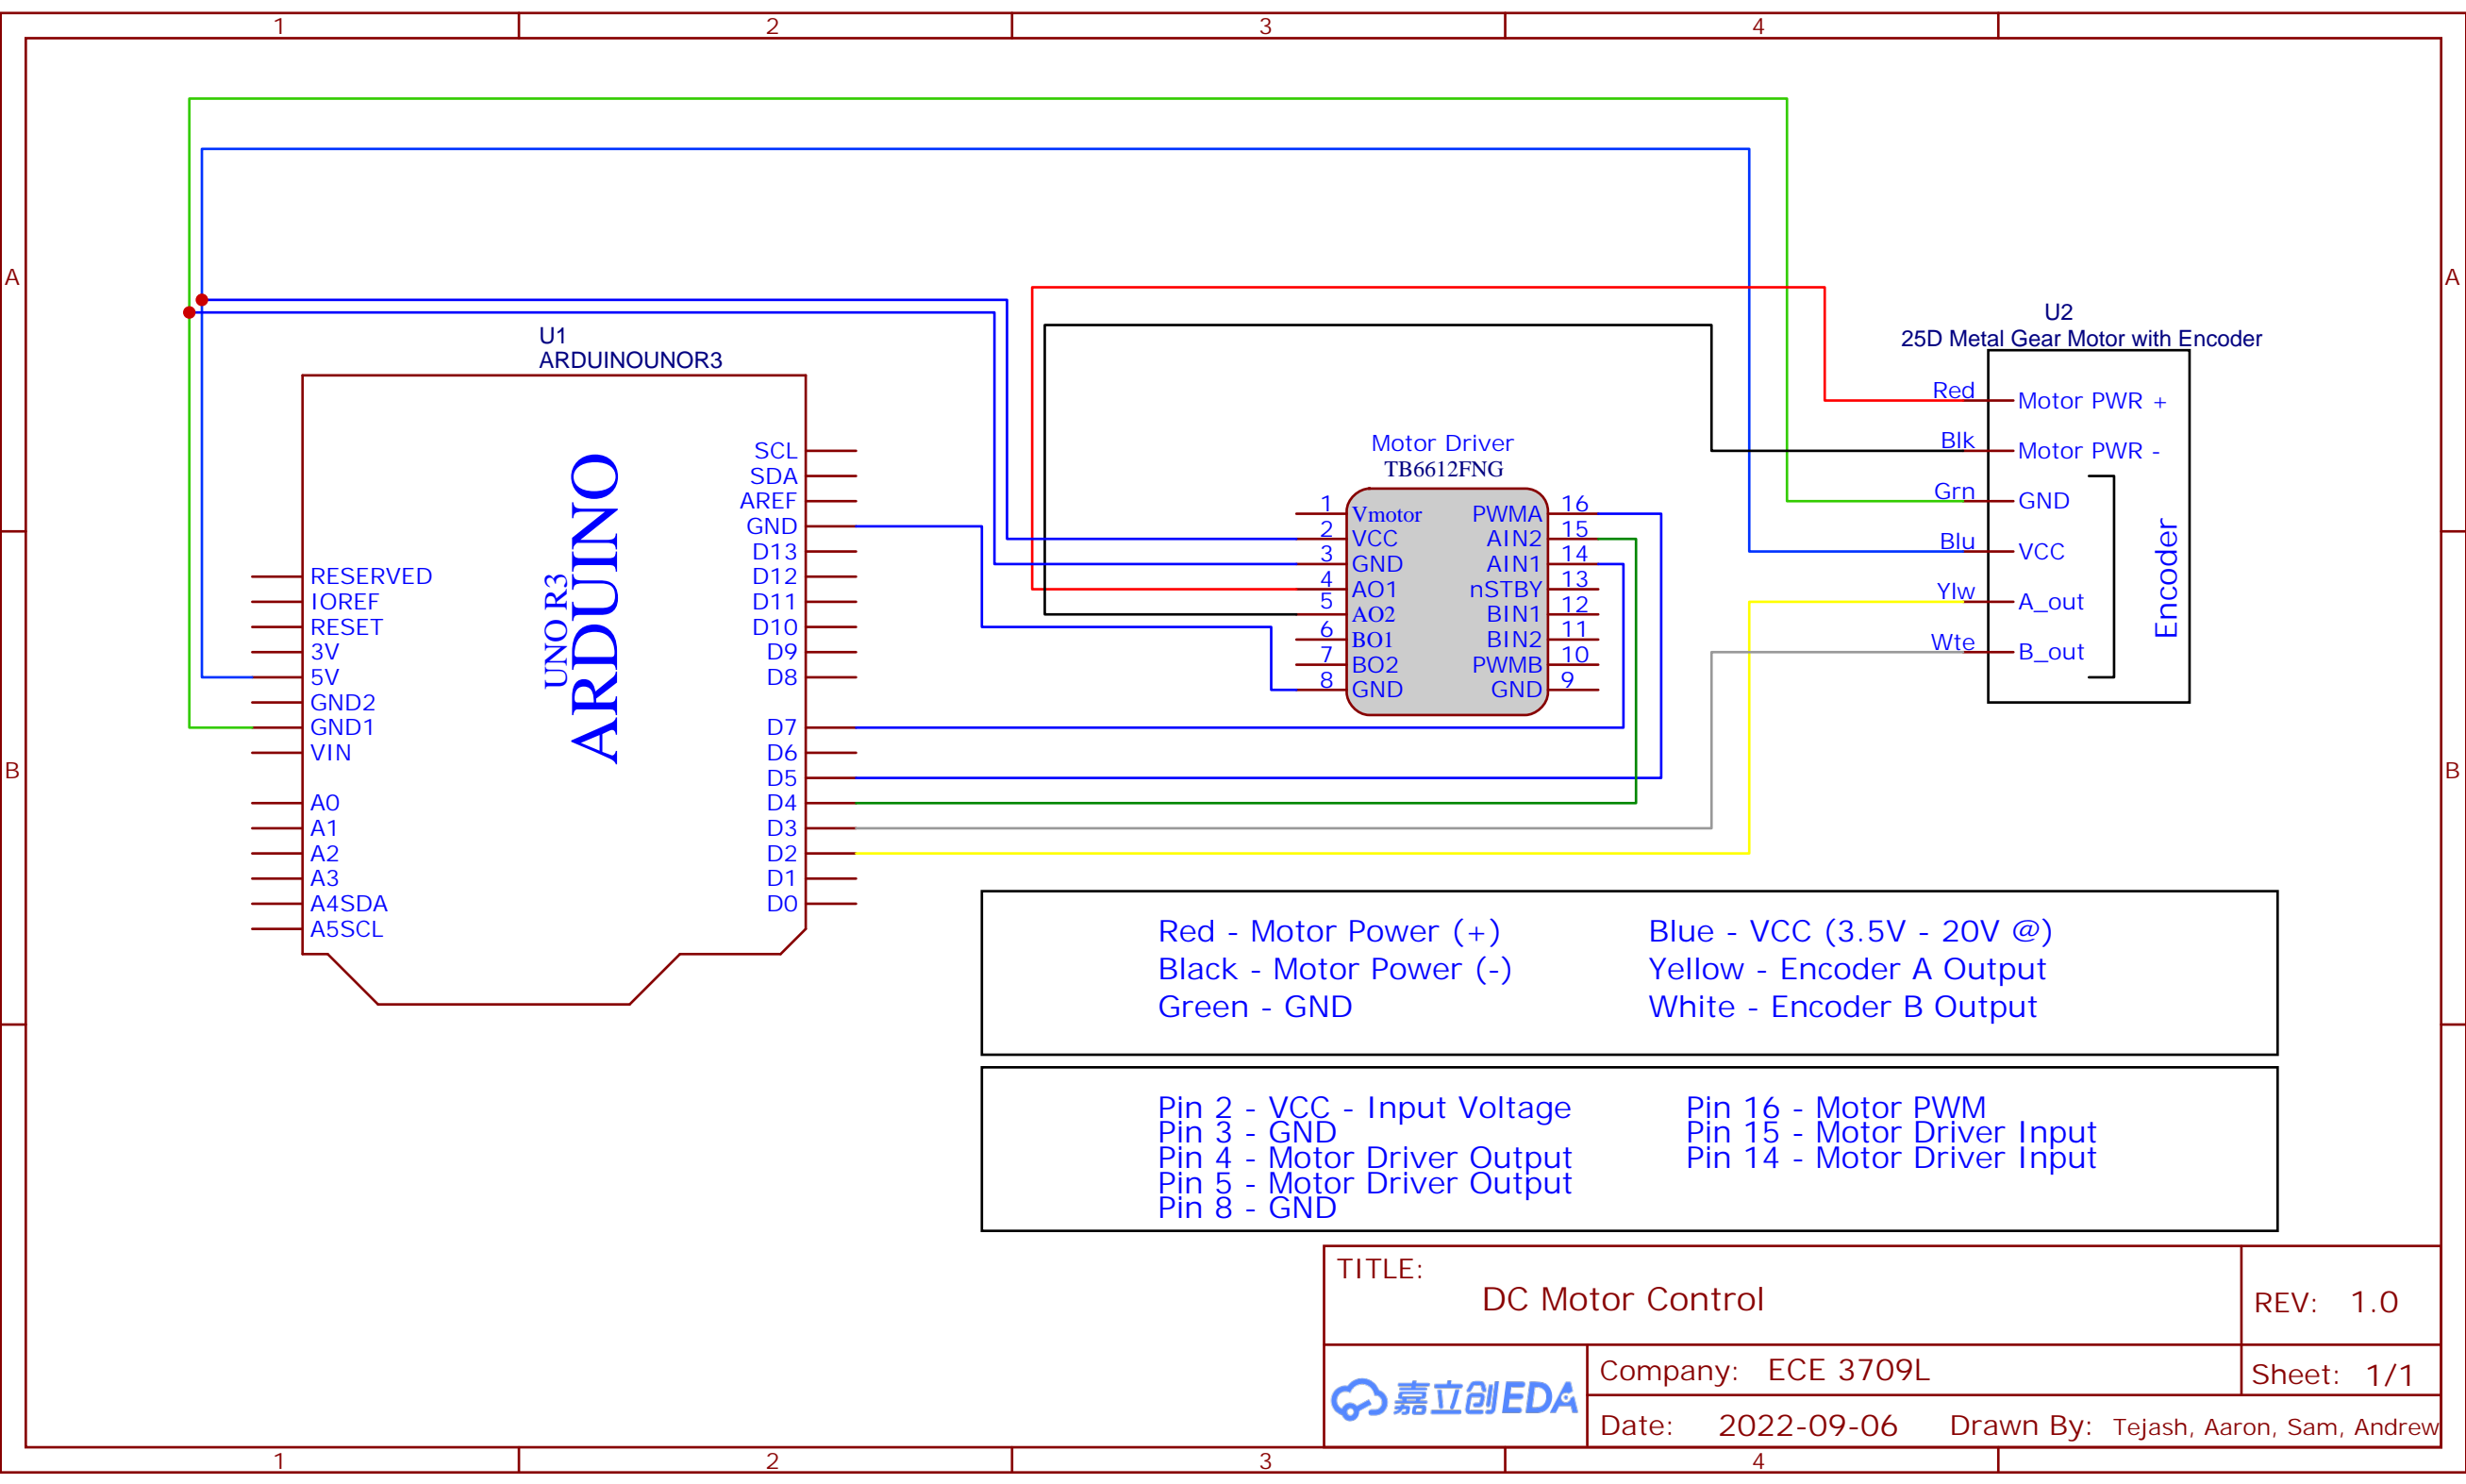 1 2 3 4
A A
B B
U1
ARDUINOUNOR3
UNO R3
ARDUINO
RESERVED
IOREF
RESET
3V
5V
GND2
GND1
VIN
A0
A1
A2
A3
A4SDA
A5SCL
SCL
SDA
AREF
GND
D13
D12
D11
D10
D9
D8
D7
D6
D5
D4
D3
D2
D1
D0
Motor Driver
TB6612FNG
1 Vmotor PWMA 16
2 VCC AIN2 15
3 GND AIN1 14
4 AO1 nSTBY 13
5 AO2 BIN1 12
6 BO1 BIN2 11
7 BO2 PWMB 10
8 GND GND 9
U2
25D Metal Gear Motor with Encoder
Red Motor PWR +
Blk Motor PWR -
Grn GND
Blu VCC
Ylw A_out
Wte B_out
Encoder
Red - Motor Power (+)
Black - Motor Power (-)
Green - GND
Blue - VCC (3.5V - 20V @)
Yellow - Encoder A Output
White - Encoder B Output
Pin 2 - VCC - Input Voltage
Pin 3 - GND
Pin 4 - Motor Driver Output
Pin 5 - Motor Driver Output
Pin 8 - GND
Pin 16 - Motor PWM
Pin 15 - Motor Driver Input
Pin 14 - Motor Driver Input
TITLE:
DC Motor Control
REV: 1.0
嘉立创EDA
Company: ECE 3709L
Sheet: 1/1
Date: 2022-09-06 Drawn By: Tejash, Aaron, Sam, Andrew
1 2 3 4